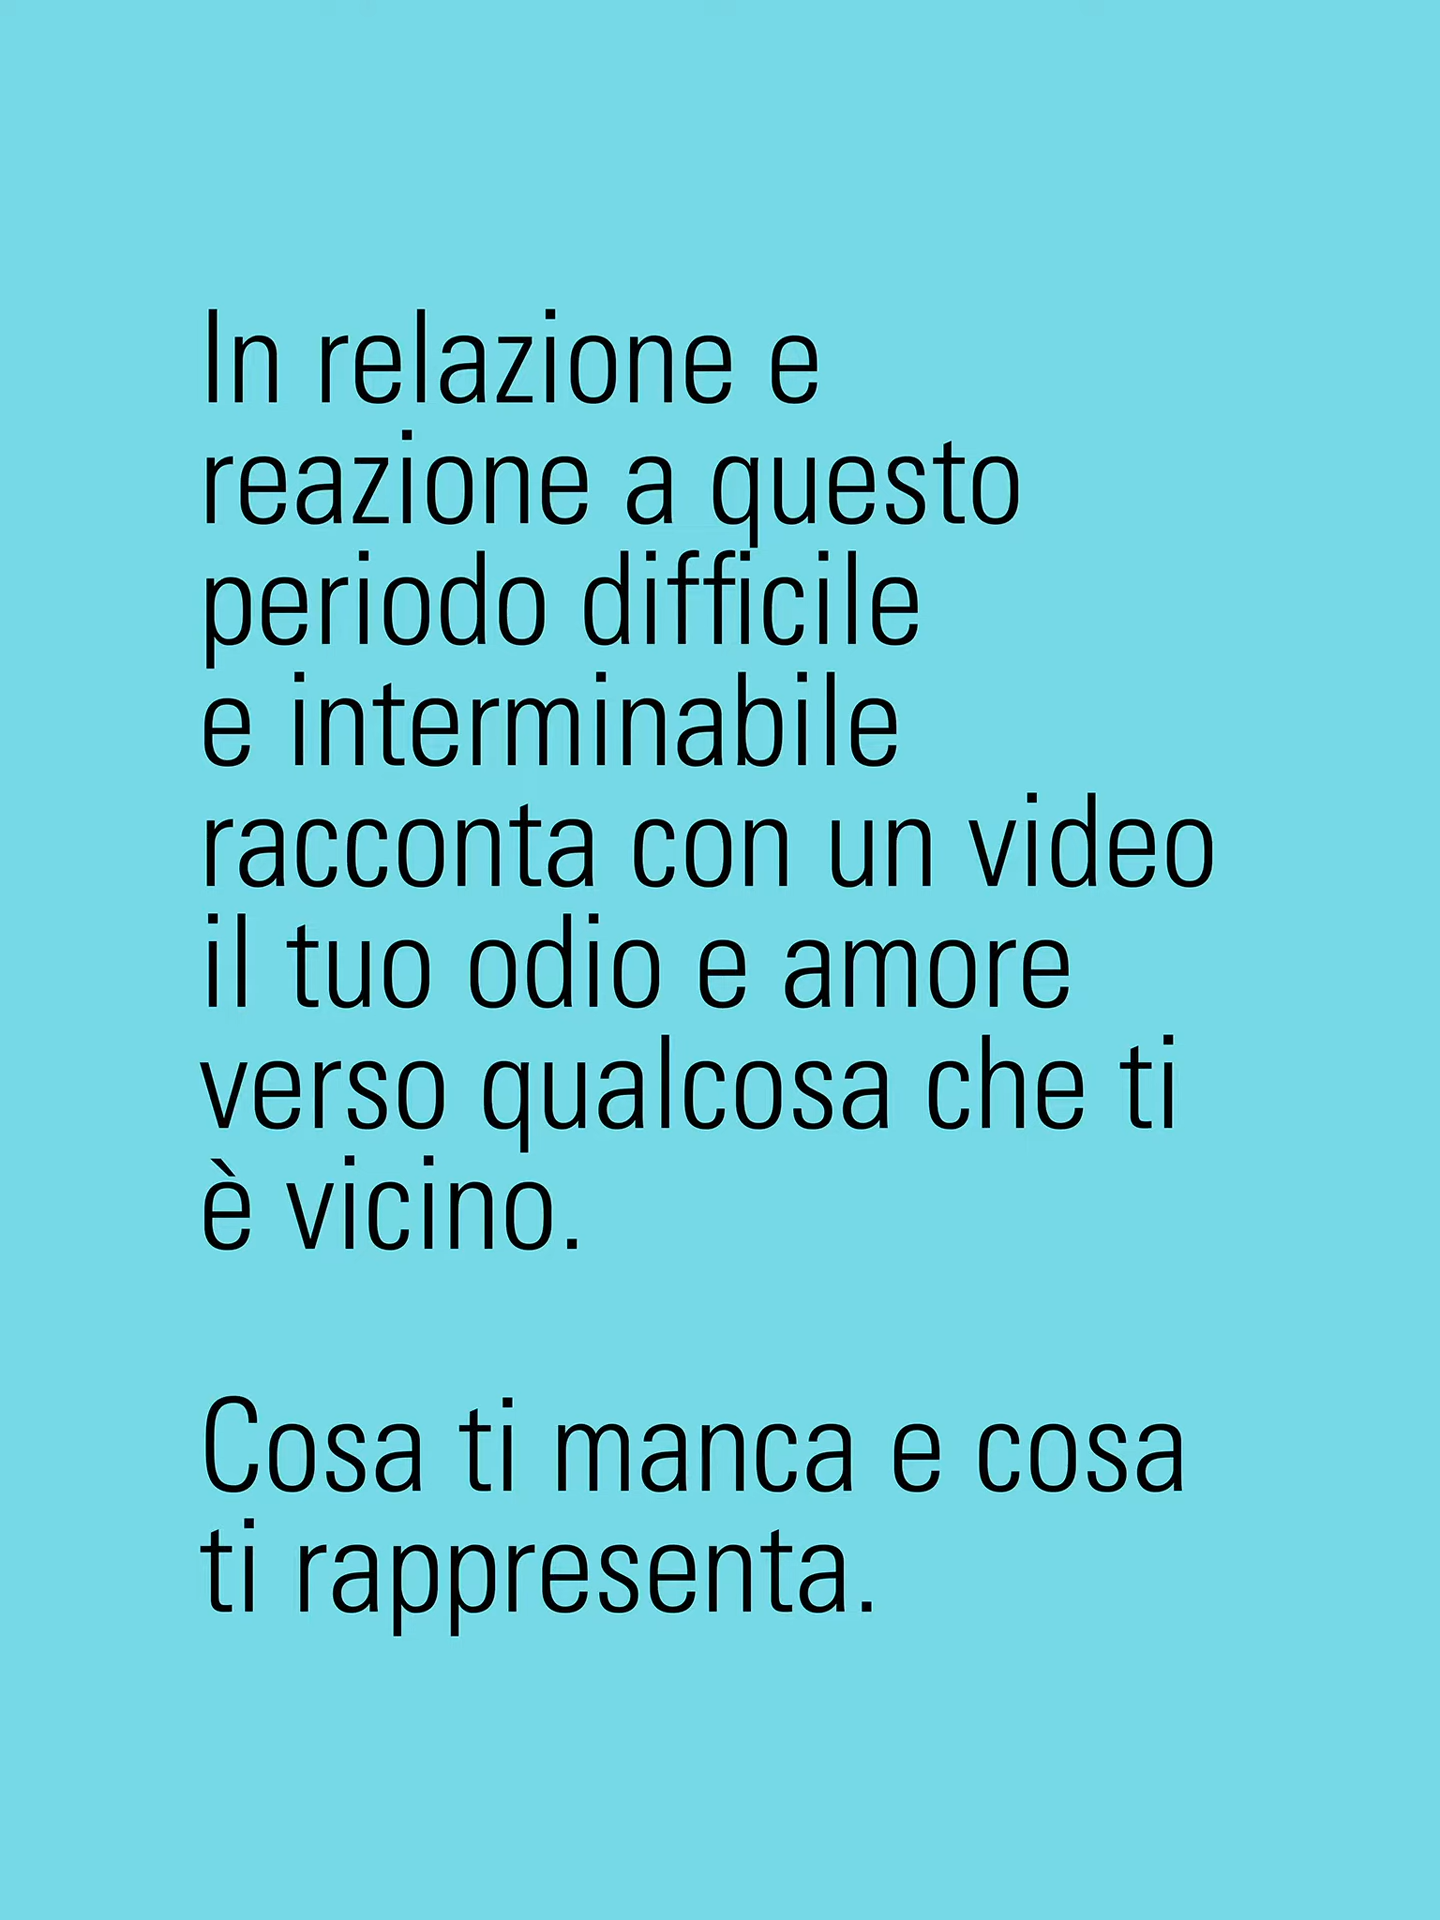 In relazione e
reazione a questo
periodo difficile
e interminabile
racconta con un video
il tuo odio e amore
verso qualcosa che ti
è vicino.
Cosa ti manca e cosa
ti rappresenta.